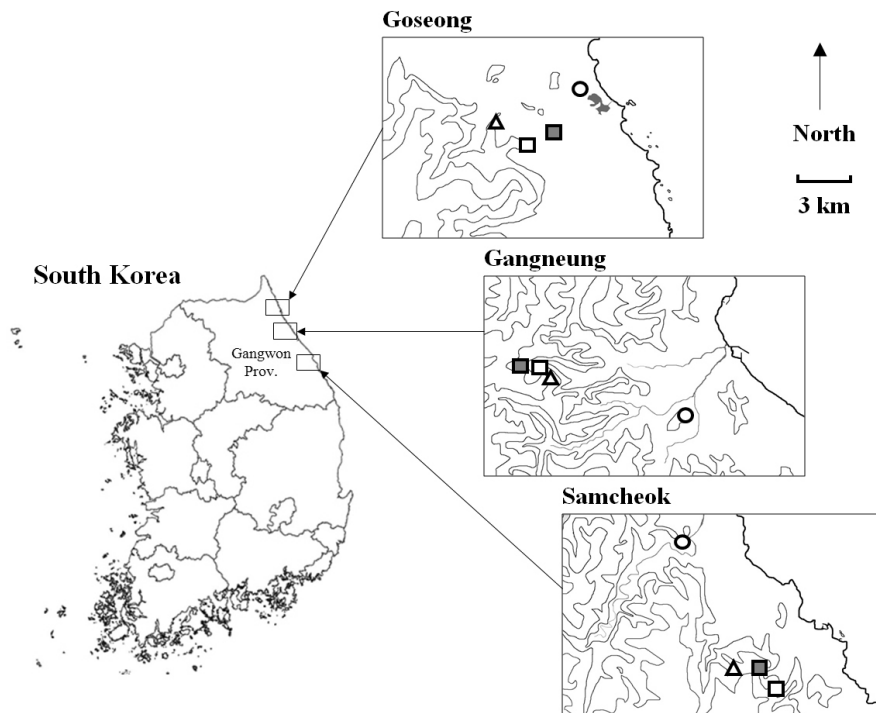 Goseong
North
3 km
Gangneung
South Korea
Gangwon
Prov.
Samcheok